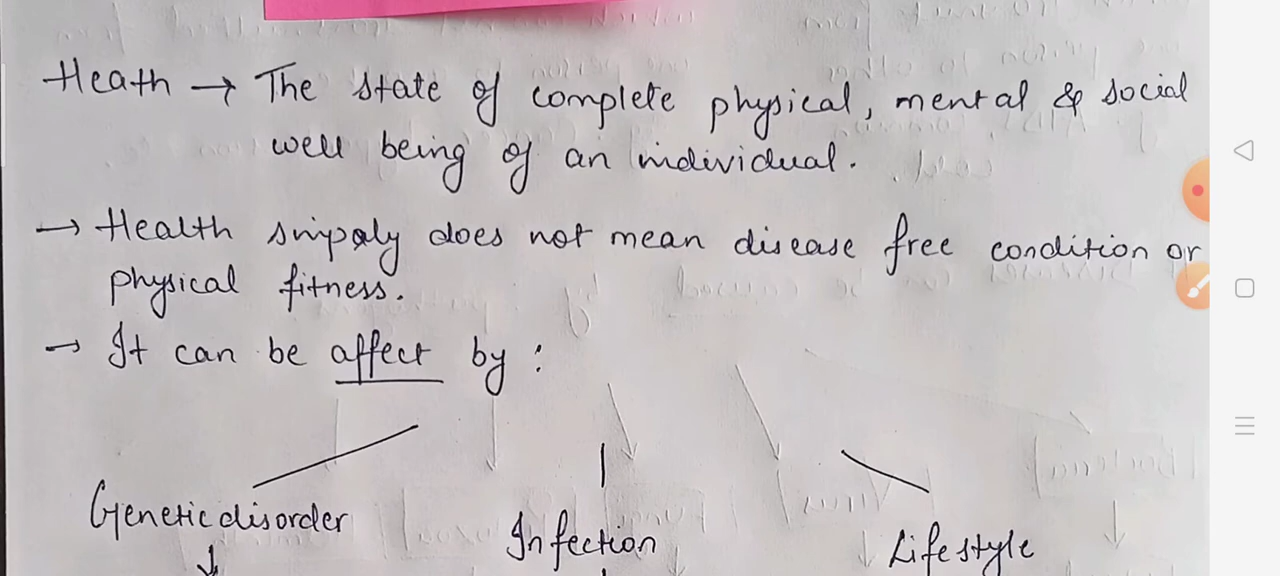 Heath → The state of complete physical, mental & social
well being of an individual.
→ Health simpaly does not mean disease free condition or
physical fitness.
→ It can be affect by :
Genetic disorder Infection Lifestyle